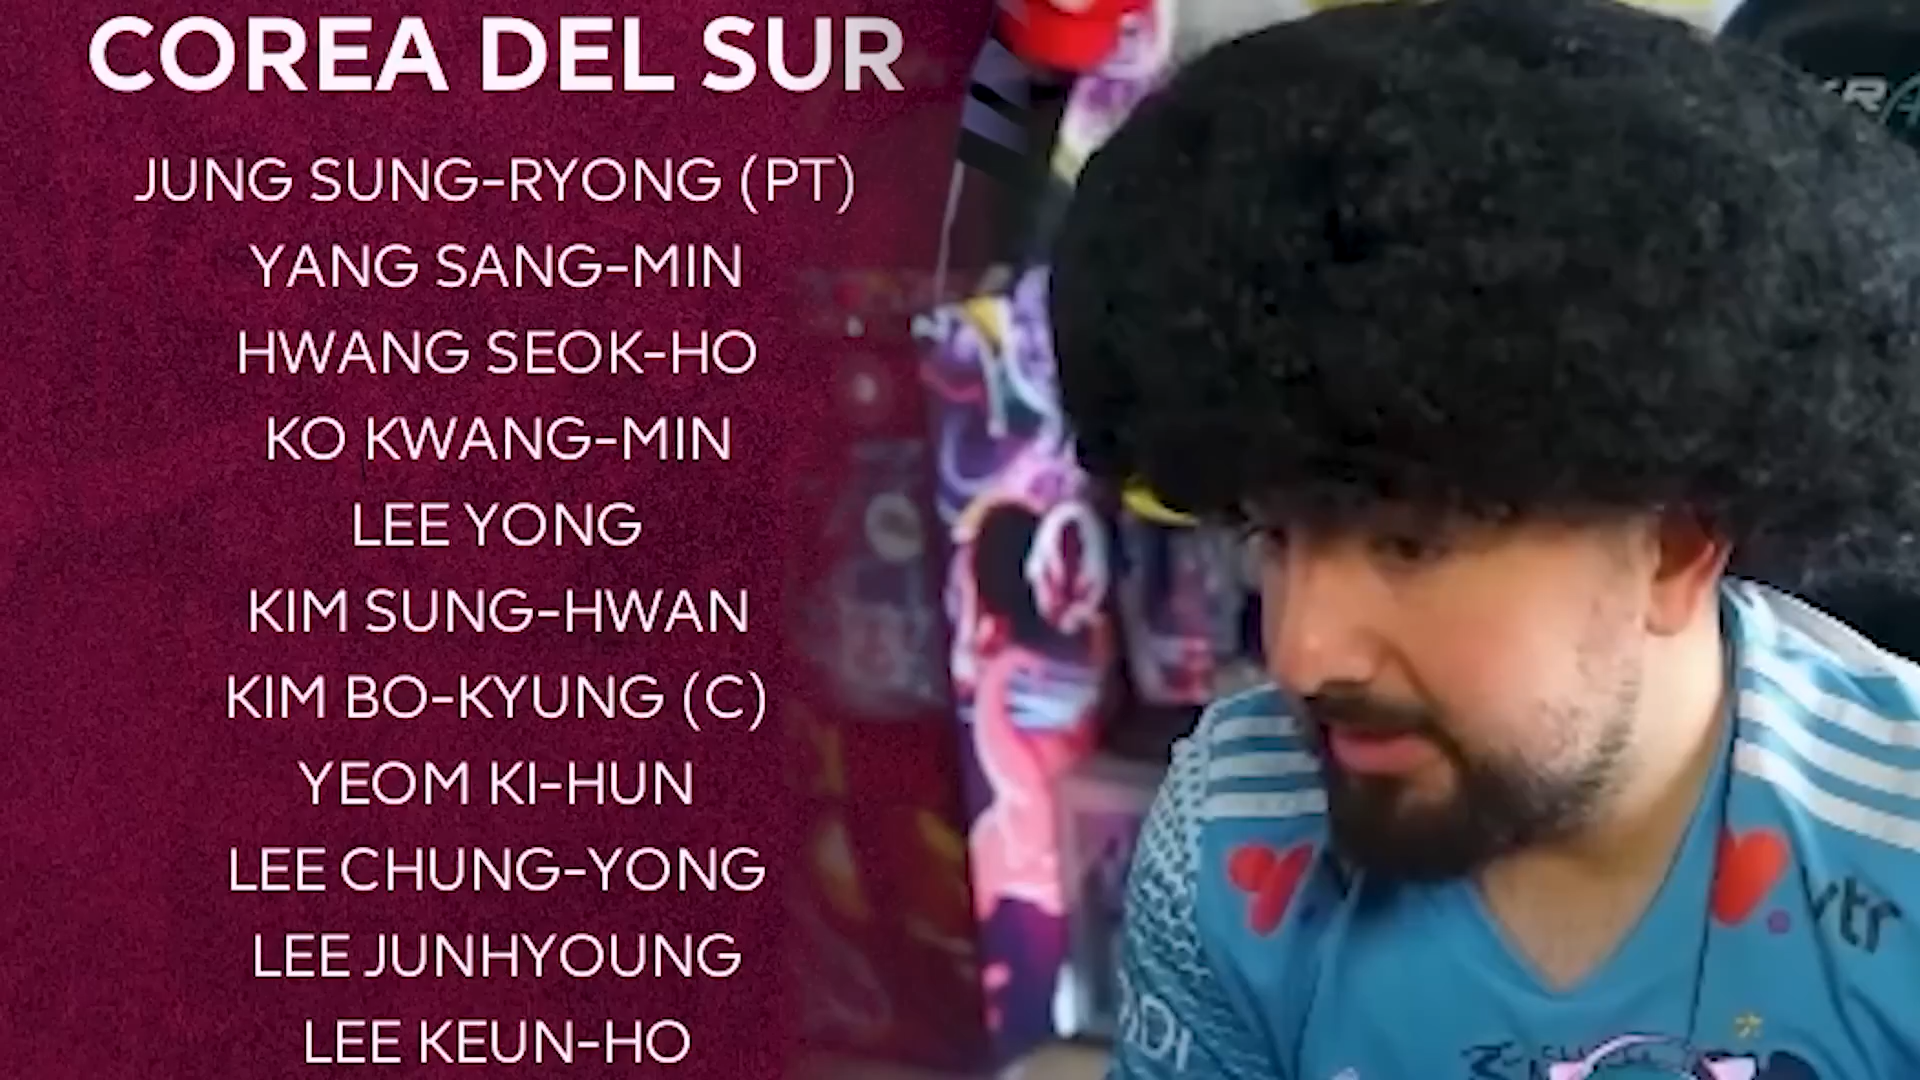 COREA DEL SUR
JUNG SUNG-RYONG (PT)
YANG SANG-MIN
HWANG SEOK-HO
KO KWANG-MIN
LEE YONG
KIM SUNG-HWAN
KIM BO-KYUNG (C)
YEOM KI-HUN
LEE CHUNG-YONG
LEE JUNHYOUNG
LEE KEUN-HO